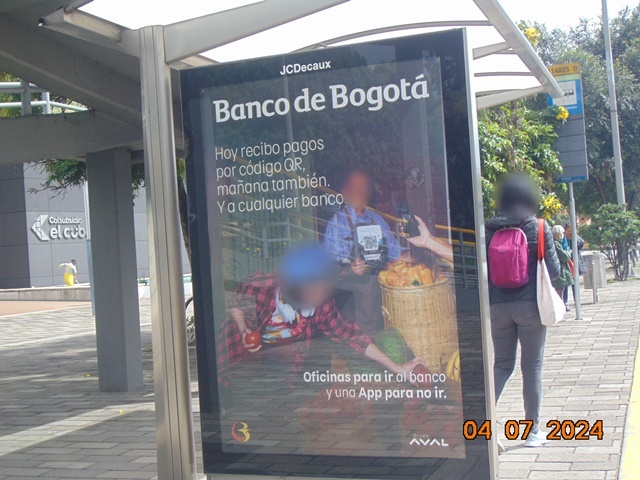 JCDecaux
Banco de Bogotá
Hoy recibo pagos
por código QR,
mañana también.
Y a cualquier banco.
Colsubsidio
el cub
Oficinas para ir al banco
y una App para no ir.
AVAL
04 07 2024